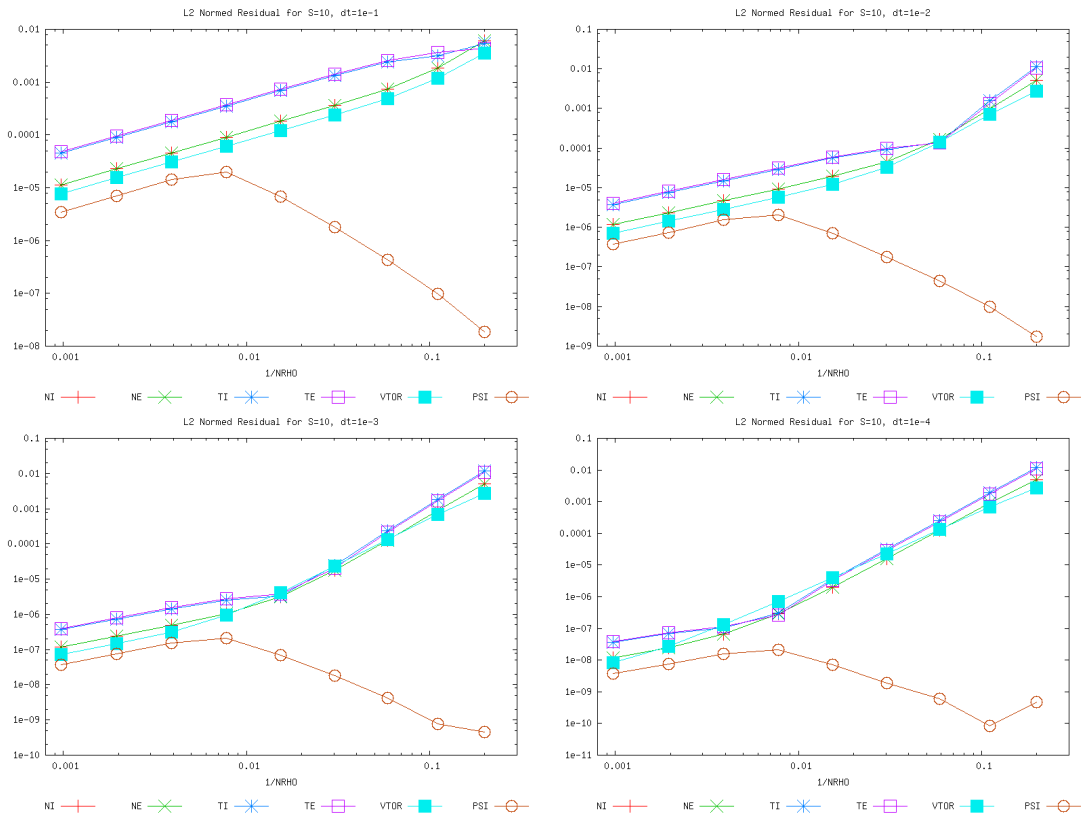 L2 Normed Residual for S=10, dt=1e-1
0.01
0.001
0.0001
1e-05
1e-06
1e-07
1e-08
0.001 0.01 0.1
1/NRHO
NI NE TI TE VTOR PSI
L2 Normed Residual for S=10, dt=1e-2
0.1
0.01
0.001
0.0001
1e-05
1e-06
1e-07
1e-08
1e-09
0.001 0.01 0.1
1/NRHO
NI NE TI TE VTOR PSI
L2 Normed Residual for S=10, dt=1e-3
0.1
0.01
0.001
0.0001
1e-05
1e-06
1e-07
1e-08
1e-09
1e-10
0.001 0.01 0.1
1/NRHO
NI NE TI TE VTOR PSI
L2 Normed Residual for S=10, dt=1e-4
0.1
0.01
0.001
0.0001
1e-05
1e-06
1e-07
1e-08
1e-09
1e-10
1e-11
0.001 0.01 0.1
1/NRHO
NI NE TI TE VTOR PSI